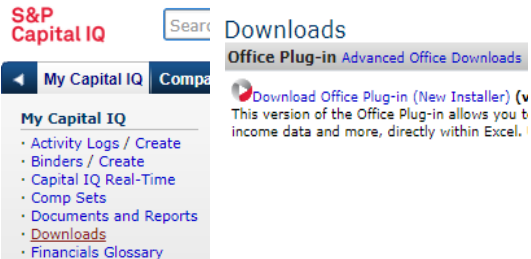 S&P
Capital IQ
Sear
My Capital IQ
Compa
My Capital IQ
Activity Logs / Create
Binders / Create
Capital IQ Real-Time
Comp Sets
Documents and Reports
Downloads
Financials Glossary
Downloads
Office Plug-in Advanced Office Downloads
Download Office Plug-in (New Installer) (v
This version of the Office Plug-in allows you t
income data and more, directly within Excel.